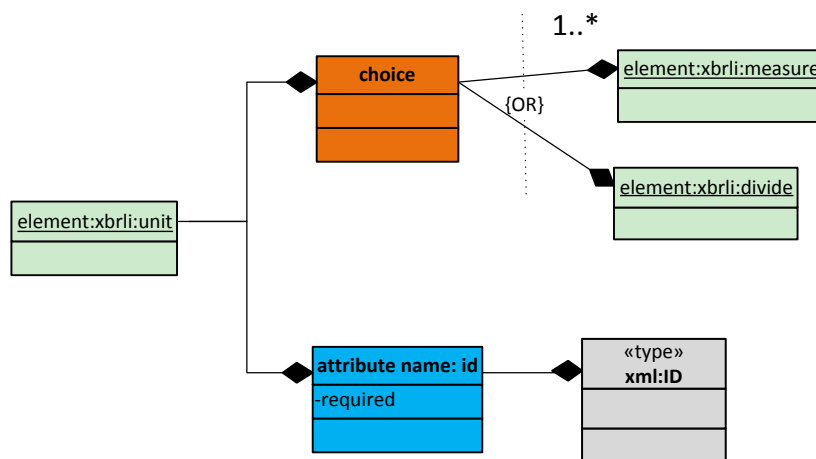 1..*
choice
element:xbrli:measure
{OR}
element:xbrli:divide
element:xbrli:unit
attribute name: id
-required
«type»
xml:ID